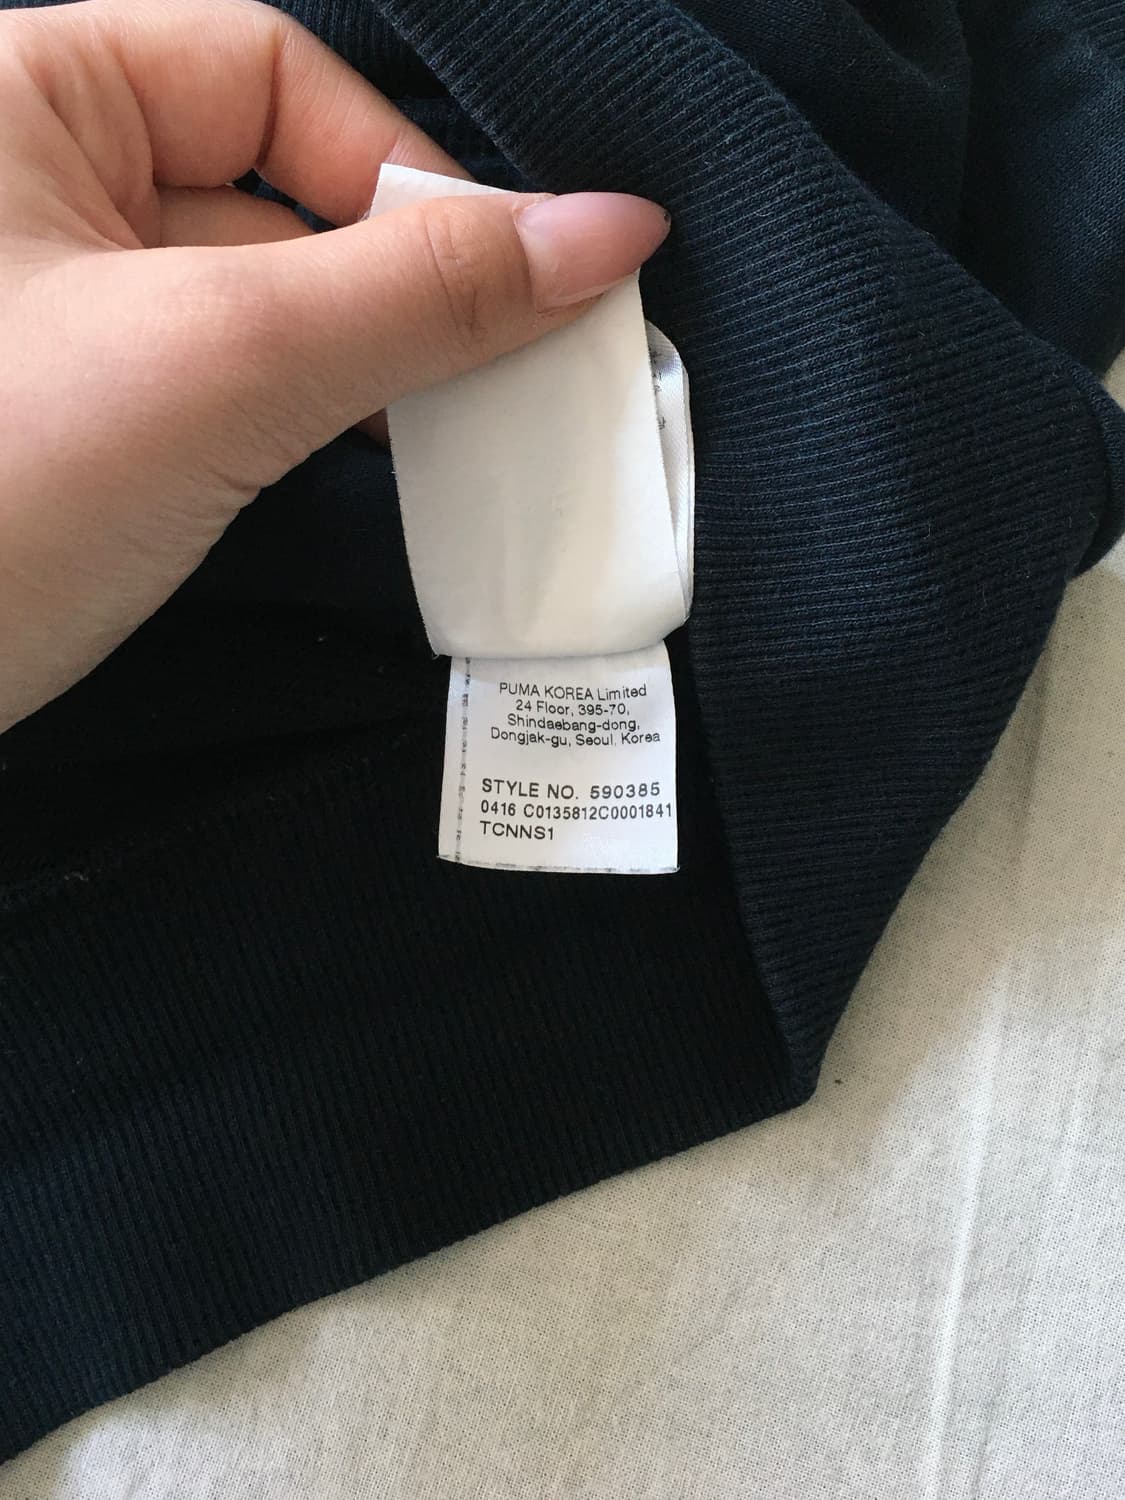 PUMA KOREA Limited
24 Floor, 395-70,
Shindaebang-dong,
Dongjak-gu, Seoul, Korea
STYLE NO. 590385
0416 C0135812C0001841
TCNNS1